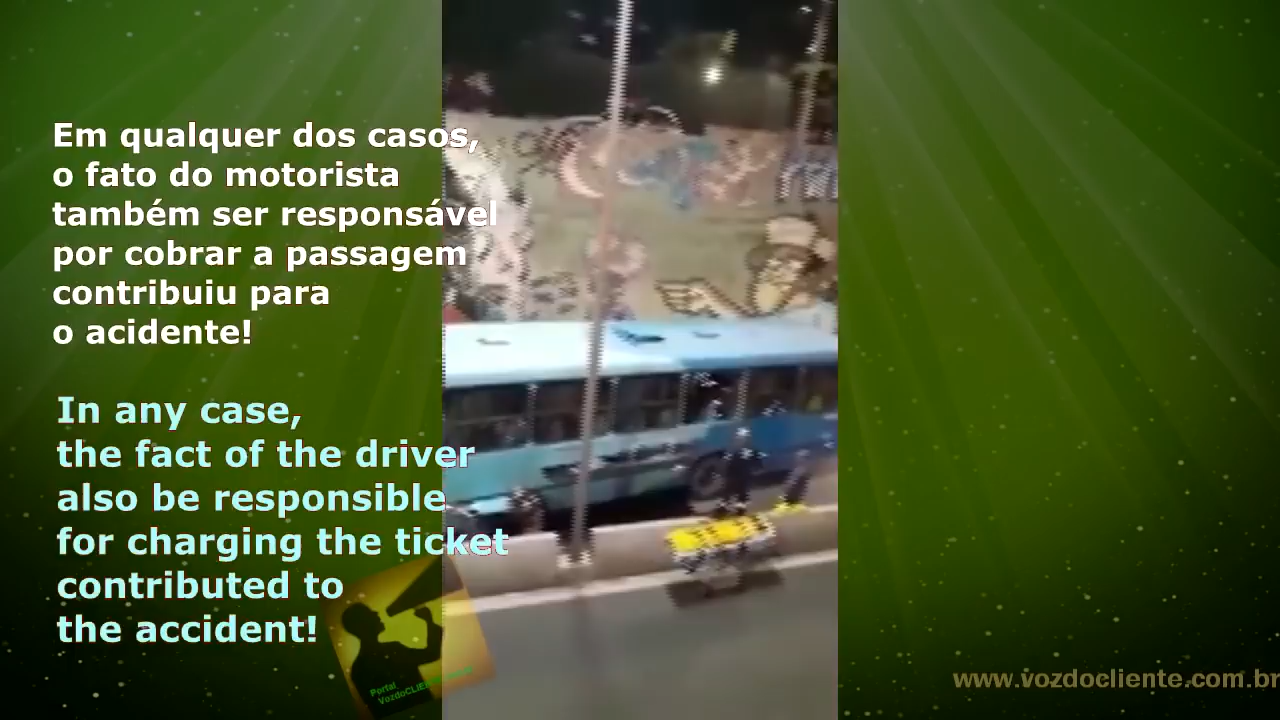 Em qualquer dos casos,
o fato do motorista
também ser responsável
por cobrar a passagem
contribuiu para
o acidente!
In any case,
the fact of the driver
also be responsible
for charging the ticket
contributed to
the accident!
Portal
www.vozdocliente.com.br